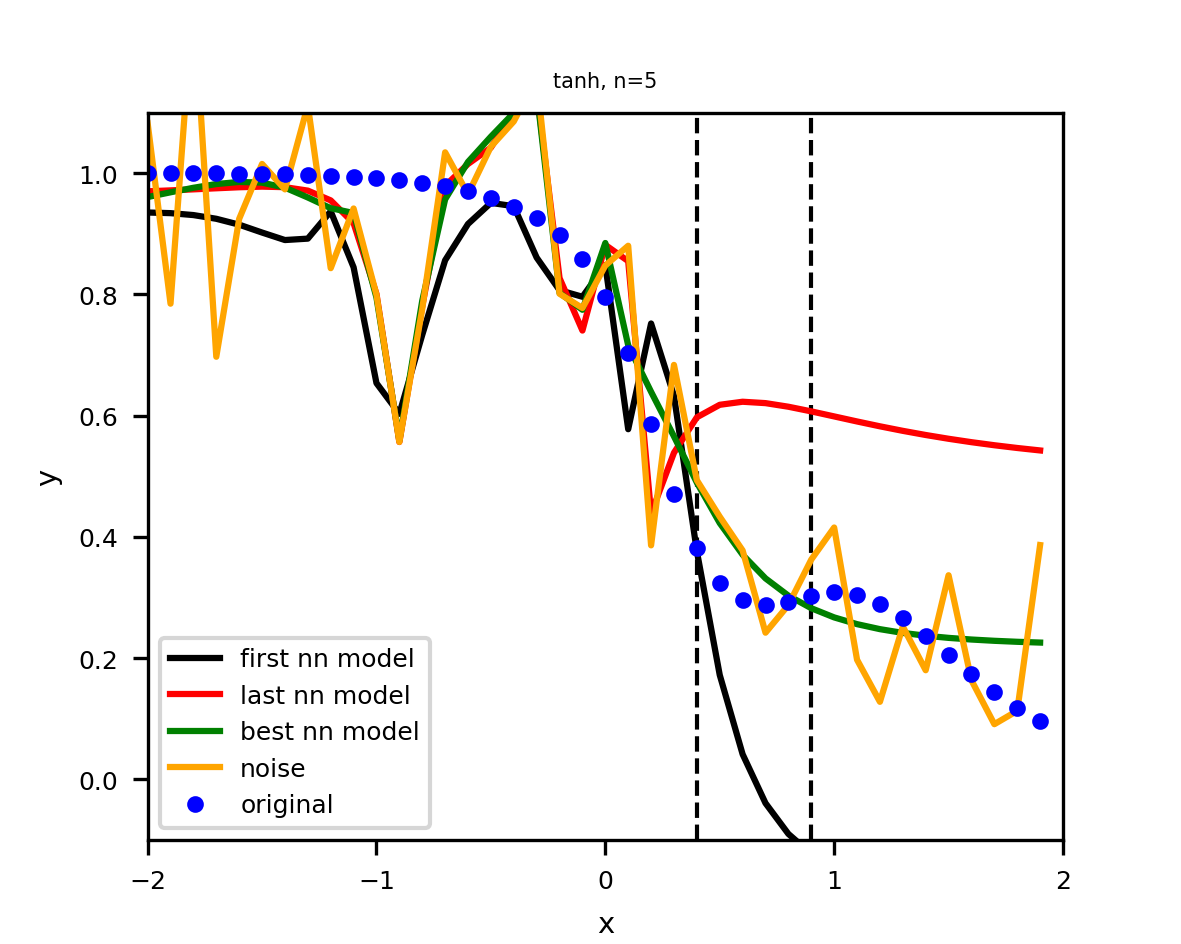 tanh, n=5
y
1.0
0.8
0.6
0.4
0.2
0.0
first nn model
last nn model
best nn model
noise
original
−2
−1
0
1
2
x